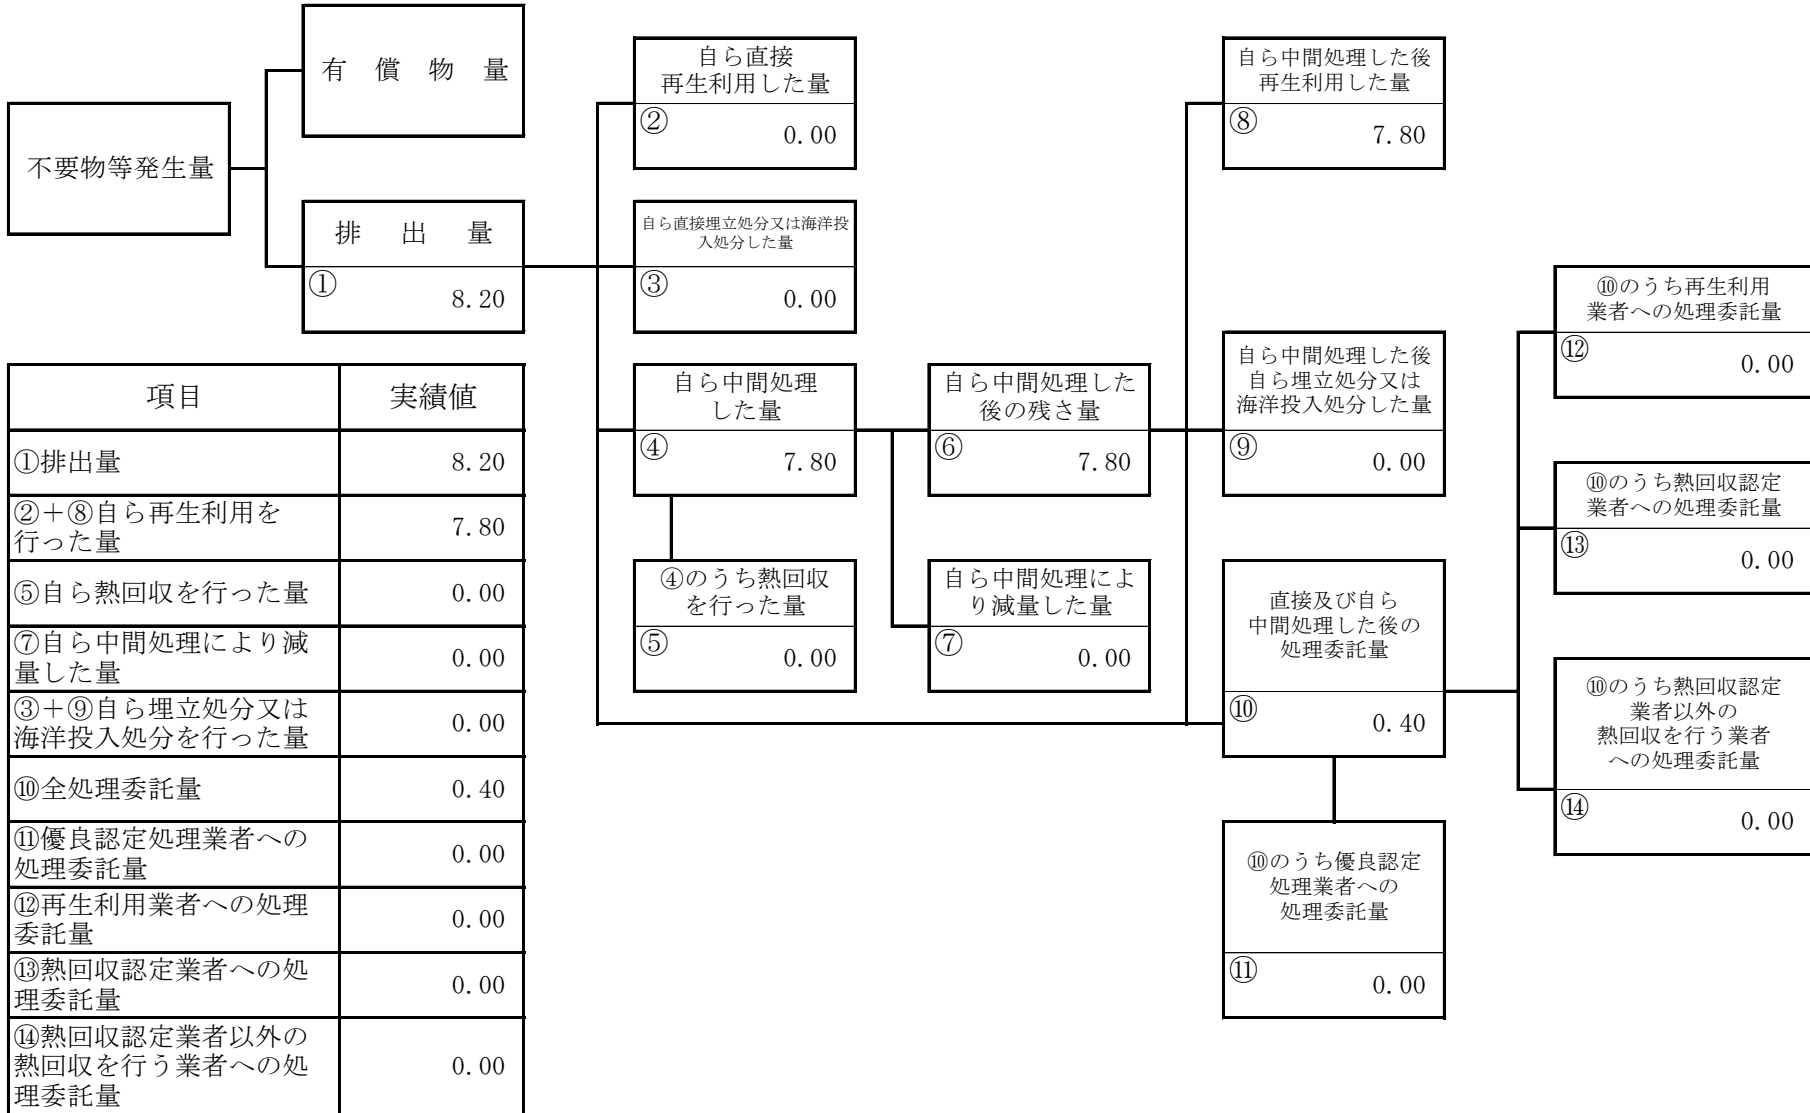 有償物量
不要物等発生量
排出量
①
8.20
自ら直接
再生利用した量
②
0.00
自ら直接埋立処分又は海洋投
入処分した量
③
0.00
自ら中間処理
した量
④
7.80
④のうち熱回収
を行った量
⑤
0.00
自ら中間処理した
後の残さ量
⑥
7.80
自ら中間処理によ
り減量した量
⑦
0.00
自ら中間処理した後
再生利用した量
⑧
7.80
自ら中間処理した後
自ら埋立処分又は
海洋投入処分した量
⑨
0.00
直接及び自ら
中間処理した後の
処理委託量
⑩
0.40
⑩のうち優良認定
処理業者への
処理委託量
⑪
0.00
⑩のうち再生利用
業者への処理委託量
⑫
0.00
⑩のうち熱回収認定
業者への処理委託量
⑬
0.00
⑩のうち熱回収認定
業者以外の
熱回収を行う業者
への処理委託量
⑭
0.00
項目 実績値
①排出量 8.20
②＋⑧自ら再生利用を
行った量 7.80
⑤自ら熱回収を行った量 0.00
⑦自ら中間処理により減
量した量 0.00
③＋⑨自ら埋立処分又は
海洋投入処分を行った量 0.00
⑩全処理委託量 0.40
⑪優良認定処理業者への
処理委託量 0.00
⑫再生利用業者への処理
委託量 0.00
⑬熱回収認定業者への処
理委託量 0.00
⑭熱回収認定業者以外の
熱回収を行う業者への処 0.00
理委託量